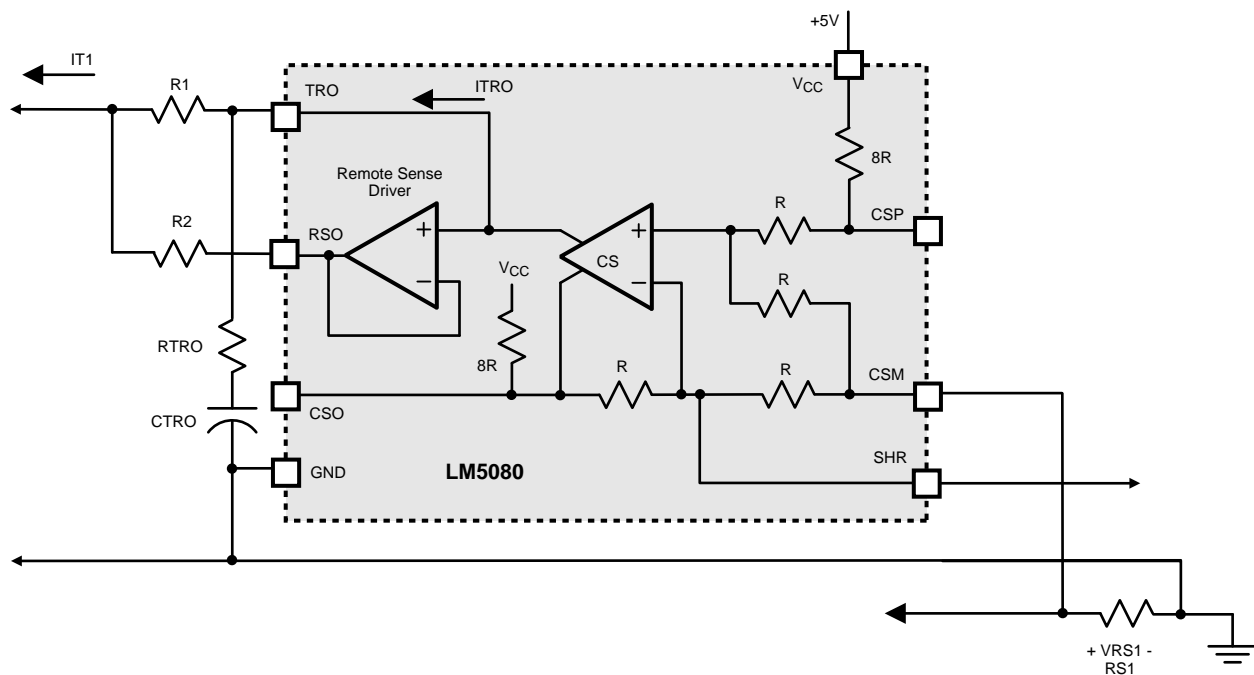 +5V
IT1
R1
TRO
ITRO
VCC
8R
Remote Sense
Driver
R
CSP
R2
RSO
+
+
CS
−
−
VCC
R
RTRO
8R
R
R
CSM
CSO
CTRO
SHR
GND
LM5080
+ VRS1 -
RS1